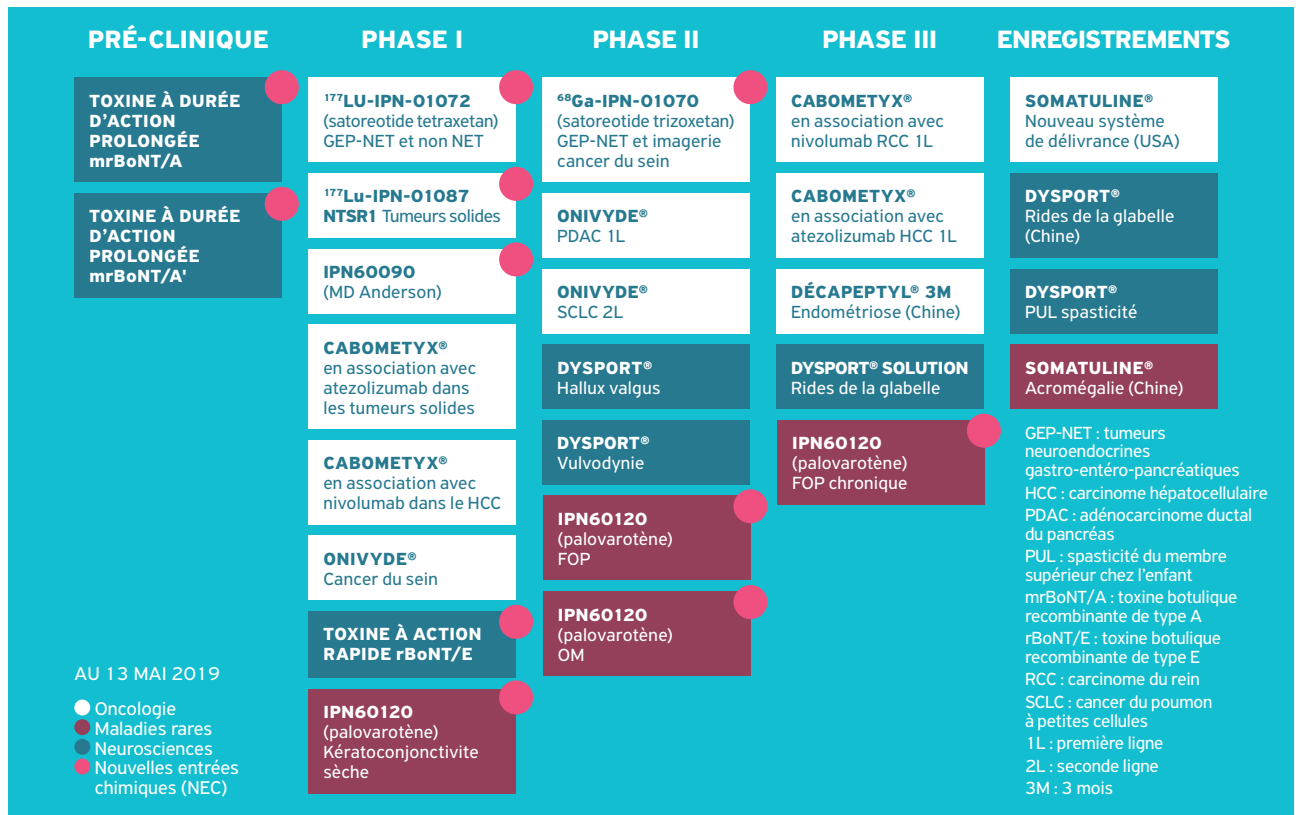 PRÉ-CLINIQUE
TOXINE À DURÉE
D'ACTION
PROLONGÉE
mrBoNT/A
TOXINE À DURÉE
D'ACTION
PROLONGÉE
mrBoNT/A'
PHASE I
¹⁷⁷LU-IPN-01072
(satoreotide tetraxetan)
GEP-NET et non NET
¹⁷⁷Lu-IPN-01087
NTSR1 Tumeurs solides
IPN60090
(MD Anderson)
CABOMETYX®
en association avec
atezolizumab dans
les tumeurs solides
CABOMETYX®
en association avec
nivolumab dans le HCC
ONIVYDE®
Cancer du sein
TOXINE À ACTION
RAPIDE rBoNT/E
IPN60120
(palovarotène)
Kératoconjonctivite
sèche
PHASE II
⁶⁸Ga-IPN-01070
(satoreotide trizoxetan)
GEP-NET et imagerie
cancer du sein
ONIVYDE®
PDAC 1L
ONIVYDE®
SCLC 2L
DYSPORT®
Hallux valgus
DYSPORT®
Vulvodynie
IPN60120
(palovarotène)
FOP
IPN60120
(palovarotène)
OM
PHASE III
CABOMETYX®
en association avec
nivolumab RCC 1L
CABOMETYX®
en association avec
atezolizumab HCC 1L
DÉCAPEPTYL® 3M
Endométriose (Chine)
DYSPORT® SOLUTION
Rides de la glabelle
IPN60120
(palovarotène)
FOP chronique
ENREGISTREMENTS
SOMATULINE®
Nouveau système
de délivrance (USA)
DYSPORT®
Rides de la glabelle
(Chine)
DYSPORT®
PUL spasticité
SOMATULINE®
Acromégalie (Chine)
GEP-NET : tumeurs
neuroendocrines
gastro-entéro-pancréatiques
HCC : carcinome hépatocellulaire
PDAC : adénocarcinome ductal
du pancréas
PUL : spasticité du membre
supérieur chez l'enfant
mrBoNT/A : toxine botulique
recombinante de type A
rBoNT/E : toxine botulique
recombinante de type E
RCC : carcinome du rein
SCLC : cancer du poumon
à petites cellules
1L : première ligne
2L : seconde ligne
3M : 3 mois
AU 13 MAI 2019
Oncologie
Maladies rares
Neurosciences
Nouvelles entrées
chimiques (NEC)